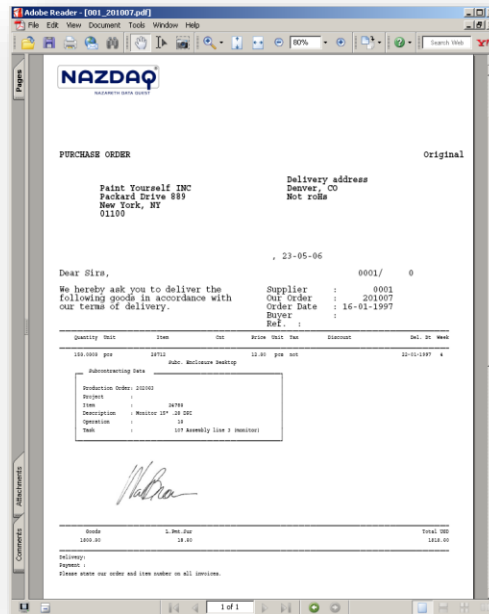 Adobe Reader - [001_201007.pdf]
File Edit View Document Tools Window Help
80%
Search Web
Pages
NAZDAQ
NAZARETH DATA QUEST
PURCHASE ORDER Original
Paint Yourself INC
Packard Drive 889
New York, NY
01100
Delivery address
Denver, CO
Not roHs
, 23-05-06
Dear Sirs, 0001/ 0
We hereby ask you to deliver the
following goods in accordance with
our terms of delivery.
Supplier : 0001
Our Order : 201007
Order Date : 16-01-1997
Buyer :
Ref. :
Quantity Unit Item Cnt Price Unit Tax Discount Del. Dt Week
pcs 28712 12.00 pcs not 22-01-1997 4
Subc. Enclosure Desktop
Subcontracting Data
Production Order: 202002
Project :
Item :
Description : Monitor 15" .28 DPI
Operation : 10
Task : 107 Assembly line 3 (monitor)
Goods Total USD
1800.00 18.00 1818.00
Delivery:
Payment :
Please state our order and item number on all invoices.
Attachments
Comments
1 of 1